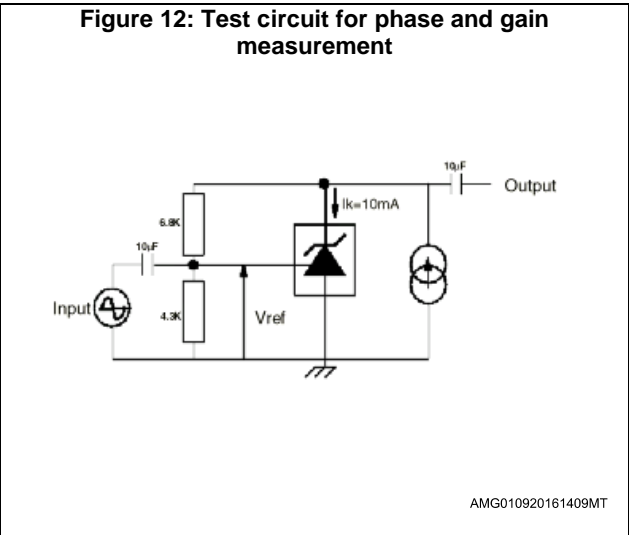 Figure 12: Test circuit for phase and gain
measurement
10µF
Output
Ik=10mA
6.8K
10µF
Input
4.3K
Vref
AMG010920161409MT